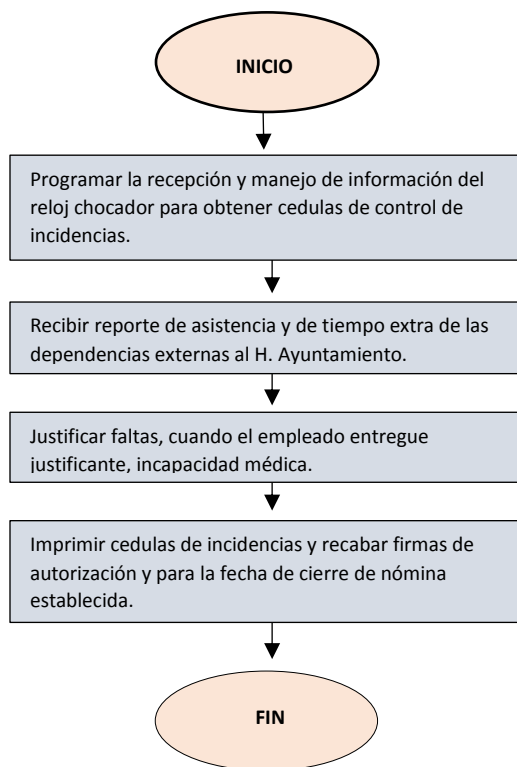 INICIO
Programar la recepción y manejo de información del
reloj chocador para obtener cedulas de control de
incidencias.
Recibir reporte de asistencia y de tiempo extra de las
dependencias externas al H. Ayuntamiento.
Justificar faltas, cuando el empleado entregue
justificante, incapacidad médica.
Imprimir cedulas de incidencias y recabar firmas de
autorización y para la fecha de cierre de nómina
establecida.
FIN